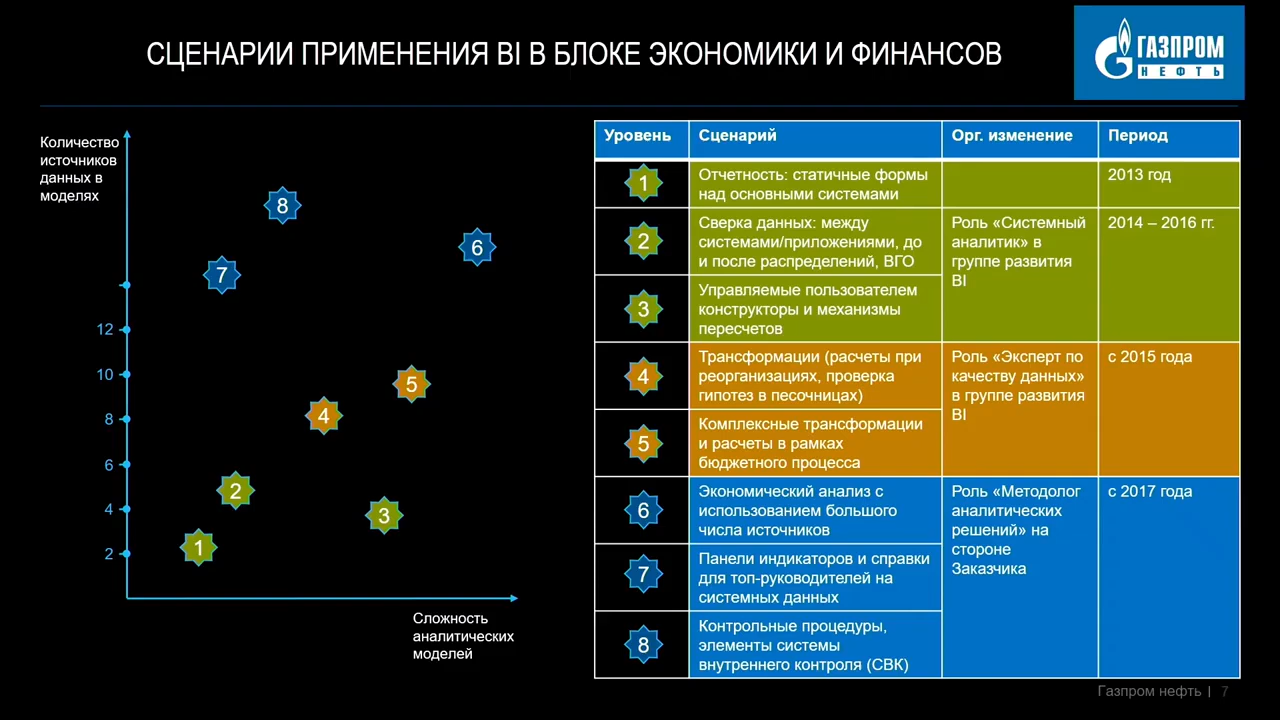 СЦЕНАРИИ ПРИМЕНЕНИЯ BI В БЛОКЕ ЭКОНОМИКИ И ФИНАНСОВ
ГАЗПРОМ
НЕФТЬ
Количество
источников
данных в
моделях
8
6
7
12
10
5
8
4
6
2
4
3
1
2
Сложность
аналитических
моделей
Уровень Сценарий Орг. изменение Период
1 Отчетность: статичные формы 2013 год
над основными системами
2 Сверка данных: между Роль «Системный 2014 – 2016 гг.
системами/приложениями, до аналитик» в
и после распределений, ВГО группе развития
BI
3 Управляемые пользователем
конструкторы и механизмы
пересчетов
4 Трансформации (расчеты при Роль «Эксперт по с 2015 года
реорганизациях, проверка качеству данных»
гипотез в песочницах) в группе развития
BI
5 Комплексные трансформации
и расчеты в рамках
бюджетного процесса
6 Экономический анализ с Роль «Методолог с 2017 года
использованием большого аналитических
числа источников решений» на
стороне
Заказчика
7 Панели индикаторов и справки
для топ-руководителей на
системных данных
8 Контрольные процедуры,
элементы системы
внутреннего контроля (СВК)
Газпром нефть | 7